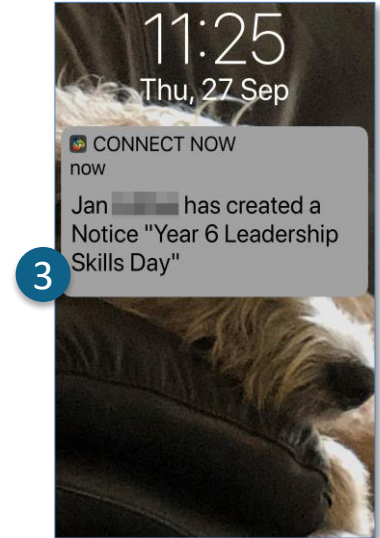 11:25
Thu, 27 Sep
CONNECT NOW
now
Jan has created a
Notice "Year 6 Leadership
3
Skills Day"